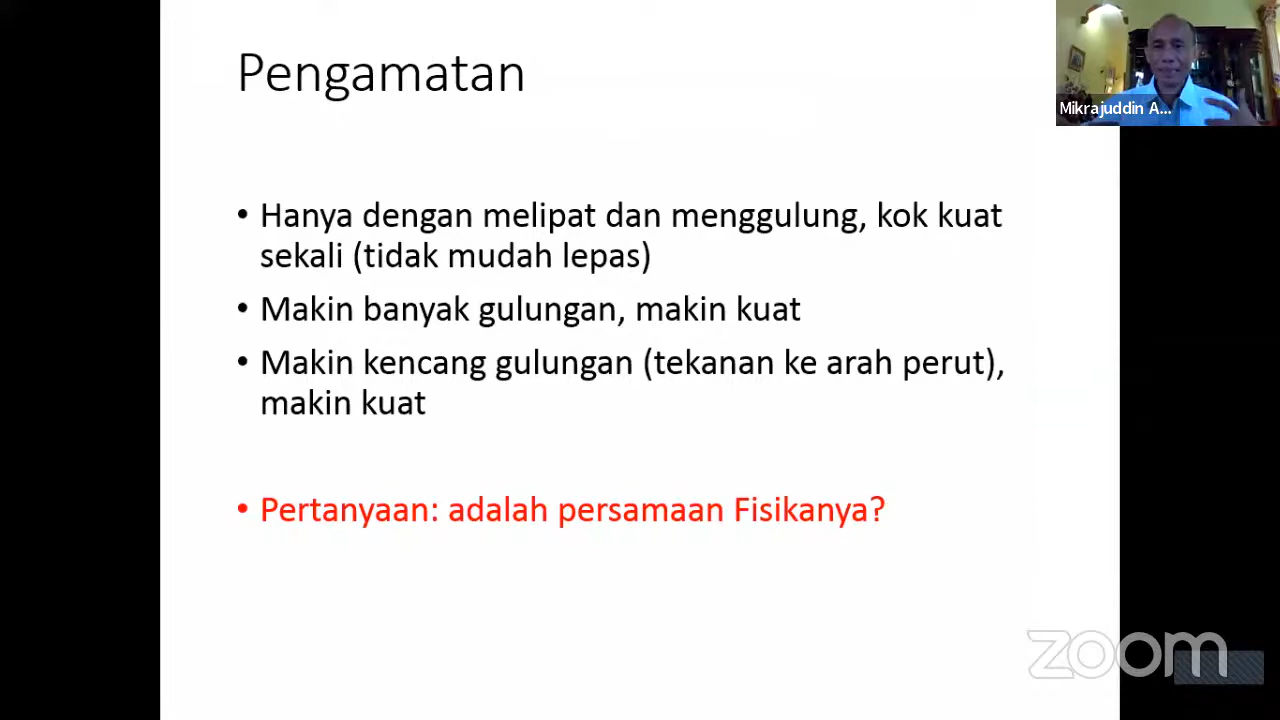 Pengamatan
Mikrajuddin A...
• Hanya dengan melipat dan menggulung, kok kuat
sekali (tidak mudah lepas)
• Makin banyak gulungan, makin kuat
• Makin kencang gulungan (tekanan ke arah perut),
makin kuat
• Pertanyaan: adalah persamaan Fisikanya?
zoom